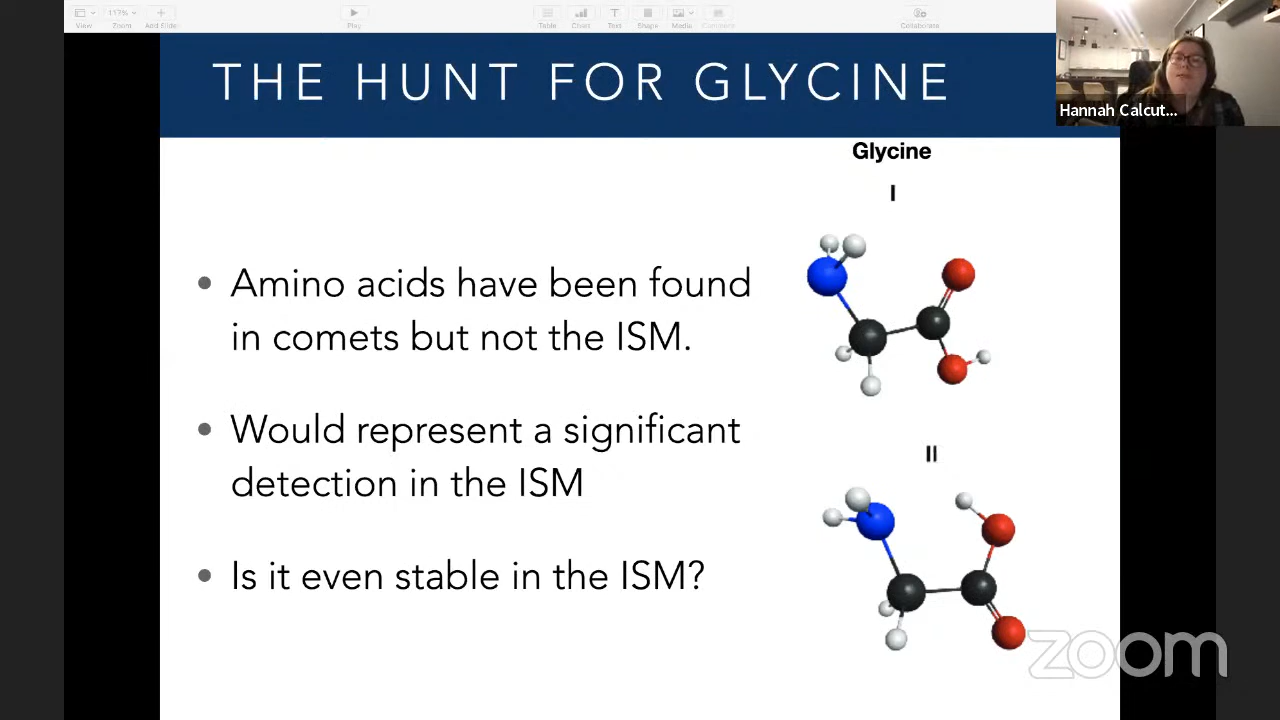 View 117% Zoom Add Slide Play Table Chart Text Shape Media Comment Collaborate
THE HUNT FOR GLYCINE
Hannah Calcut...
Glycine
I
• Amino acids have been found
in comets but not the ISM.
• Would represent a significant
detection in the ISM
II
• Is it even stable in the ISM?
zoom